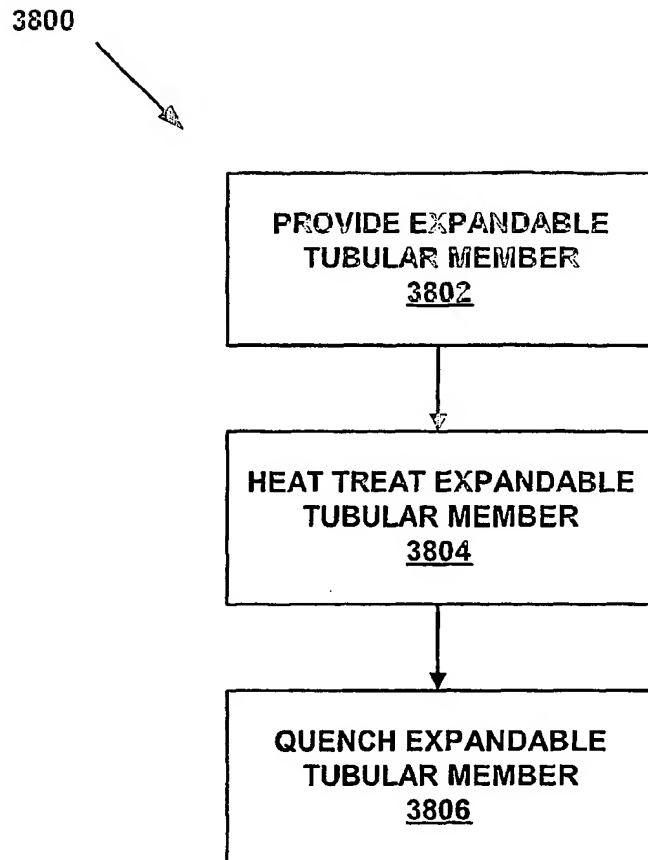 3800
PROVIDE EXPANDABLE
TUBULAR MEMBER
3802
HEAT TREAT EXPANDABLE
TUBULAR MEMBER
3804
QUENCH EXPANDABLE
TUBULAR MEMBER
3806